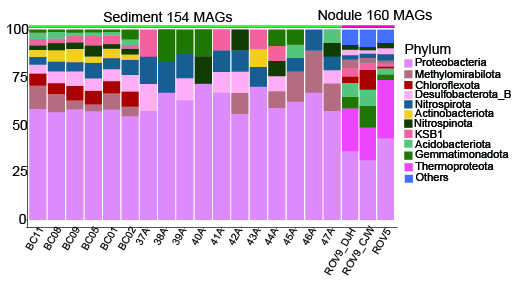 Sediment 154 MAGs
Nodule 160 MAGs
100
75
50
25
0
BC11
BC08
BC09
BC05
BC01
BC02
37A
38A
39A
40A
41A
42A
43A
44A
45A
46A
47A
ROV9_DJH
ROV9_CJW
ROV5
Phylum
Proteobacteria
Methylomirabilota
Chloroflexota
Desulfobacterota_B
Nitrospirota
Actinobacteriota
Nitrospinota
KSB1
Acidobacteriota
Gemmatimonadota
Thermoproteota
Others